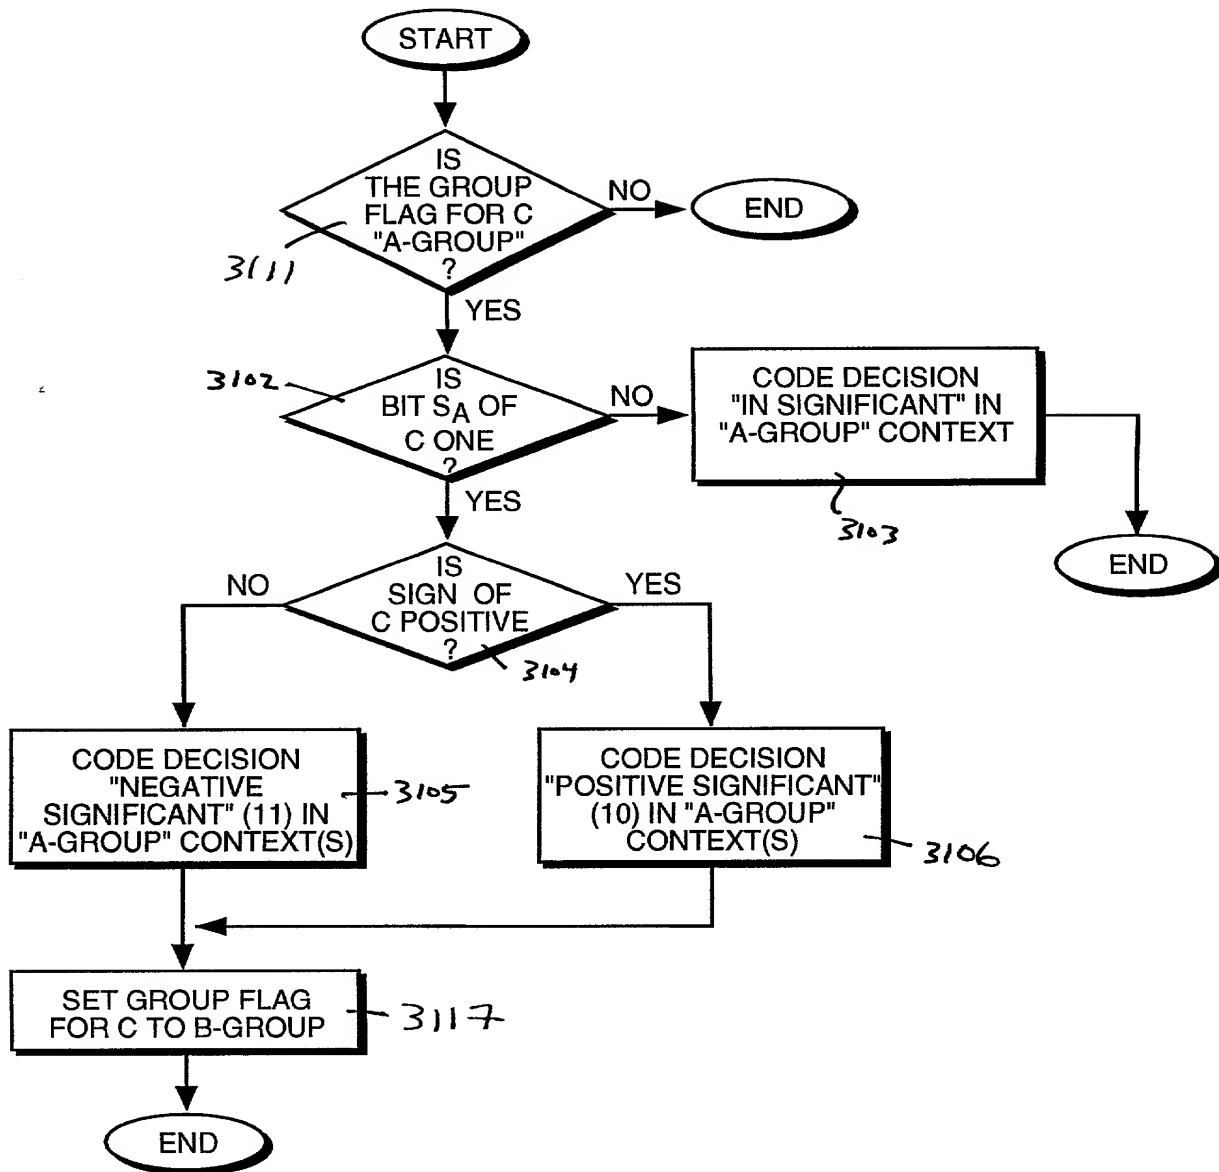 START
IS
THE GROUP
FLAG FOR C
"A-GROUP"
?
NO
END
3111
YES
3102
IS
BIT SA OF
C ONE
?
NO
CODE DECISION
"IN SIGNIFICANT" IN
"A-GROUP" CONTEXT
3103
END
YES
IS
SIGN OF
C POSITIVE
?
NO
YES
3104
CODE DECISION
"NEGATIVE
SIGNIFICANT" (11) IN
"A-GROUP" CONTEXT(S)
3105
CODE DECISION
"POSITIVE SIGNIFICANT"
(10) IN "A-GROUP"
CONTEXT(S)
3106
SET GROUP FLAG
FOR C TO B-GROUP
3117
END